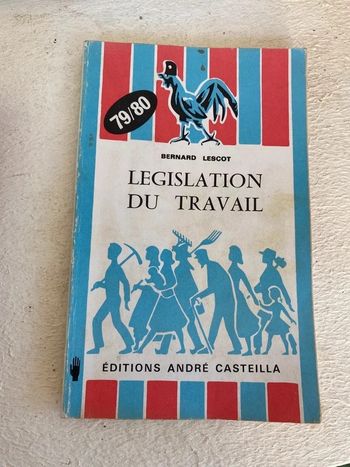 79/80
BERNARD LESCOT
LEGISLATION
DU TRAVAIL
ÉDITIONS ANDRÉ CASTEILLA